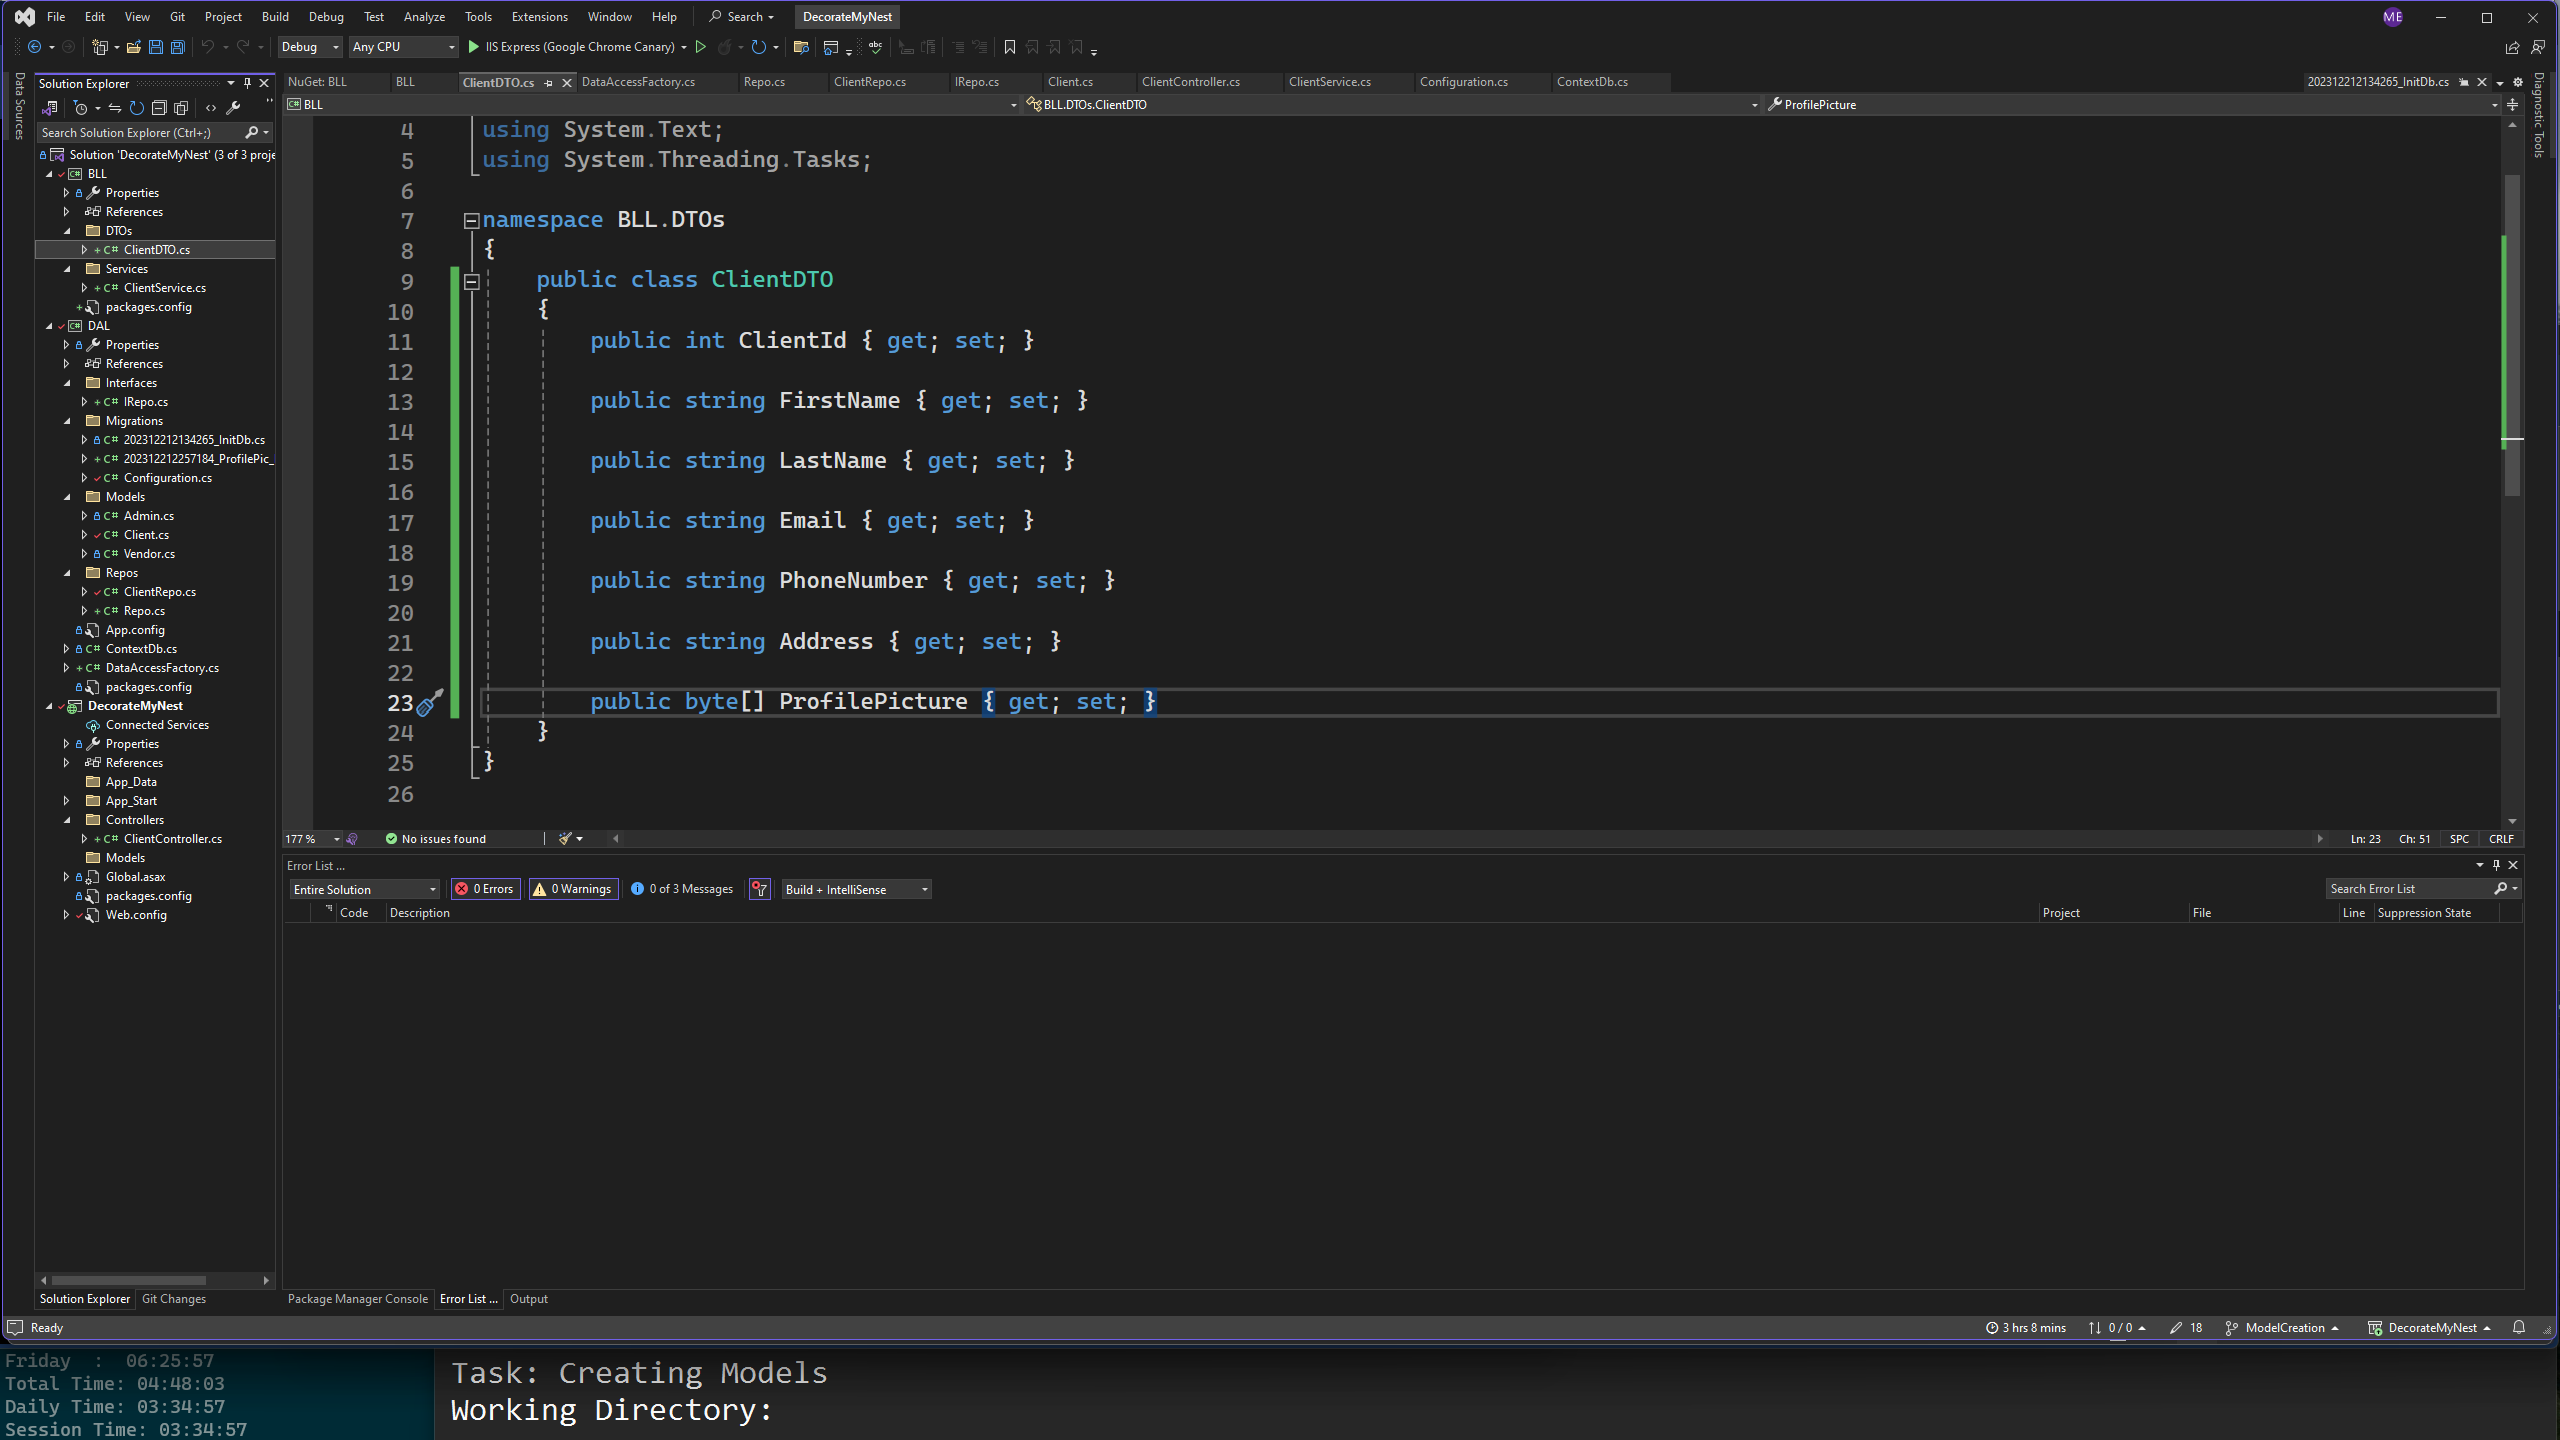 File Edit View Git Project Build Debug Test Analyze Tools Extensions Window Help Search DecorateMyNest ME
Debug Any CPU IIS Express (Google Chrome Canary)
Data Sources
Solution Explorer
Search Solution Explorer (Ctrl+;)
Solution 'DecorateMyNest' (3 of 3 proje
BLL
Properties
References
DTOs
C# ClientDTO.cs
Services
C# ClientService.cs
packages.config
DAL
Properties
References
Interfaces
C# IRepo.cs
Migrations
C# 202312212134265_InitDb.cs
C# 202312212257184_ProfilePic_
C# Configuration.cs
Models
C# Admin.cs
C# Client.cs
C# Vendor.cs
Repos
C# ClientRepo.cs
C# Repo.cs
App.config
C# ContextDb.cs
C# DataAccessFactory.cs
packages.config
DecorateMyNest
Connected Services
Properties
References
App_Data
App_Start
Controllers
C# ClientController.cs
Models
Global.asax
packages.config
Web.config
Solution Explorer Git Changes
NuGet: BLL BLL ClientDTO.cs DataAccessFactory.cs Repo.cs ClientRepo.cs IRepo.cs Client.cs ClientController.cs ClientService.cs Configuration.cs ContextDb.cs 202312212134265_InitDb.cs
BLL BLL.DTOs.ClientDTO ProfilePicture
Diagnostic Tools
4 using System.Text;
5 using System.Threading.Tasks;
6
7 namespace BLL.DTOs
8 {
9 public class ClientDTO
10 {
11 public int ClientId { get; set; }
12
13 public string FirstName { get; set; }
14
15 public string LastName { get; set; }
16
17 public string Email { get; set; }
18
19 public string PhoneNumber { get; set; }
20
21 public string Address { get; set; }
22
23 public byte[] ProfilePicture { get; set; }
24 }
25 }
26
177 % No issues found Ln: 23 Ch: 51 SPC CRLF
Error List ...
Entire Solution 0 Errors 0 Warnings 0 of 3 Messages Build + IntelliSense Search Error List
Code Description Project File Line Suppression State
Package Manager Console Error List ... Output
Ready 3 hrs 8 mins 0 / 0 18 ModelCreation DecorateMyNest
Friday : 06:25:57
Total Time: 04:48:03
Daily Time: 03:34:57
Session Time: 03:34:57
Task: Creating Models
Working Directory: